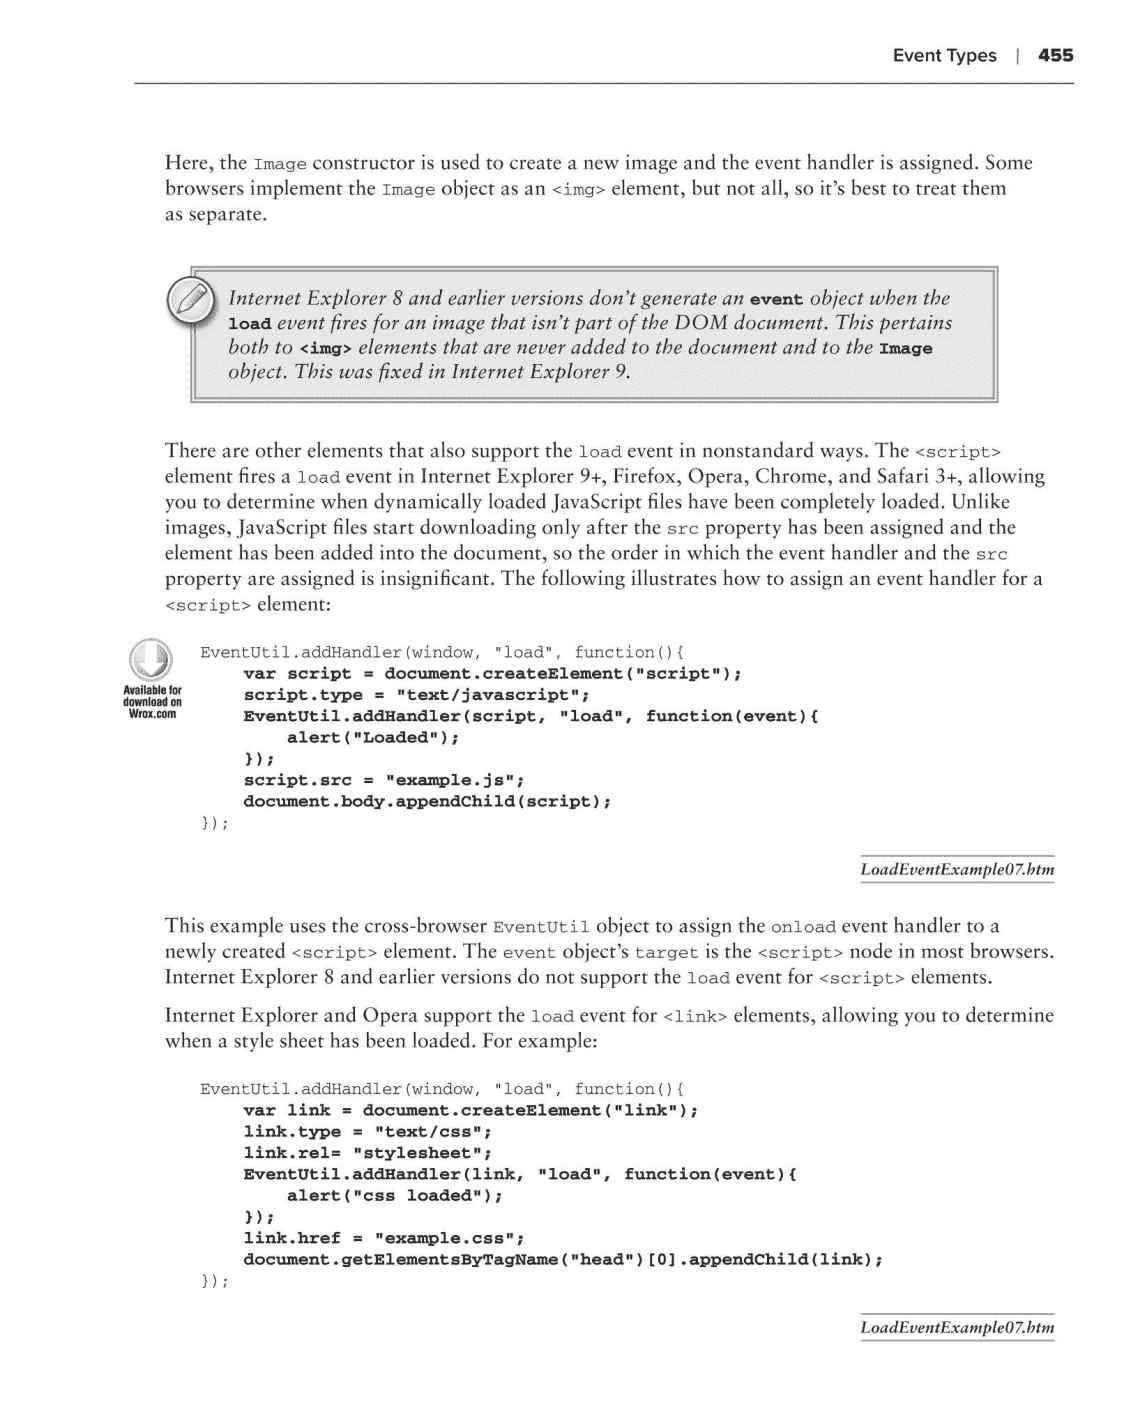 Event Types | 455
Here, the Image constructor is used to create a new image and the event handler is assigned. Some
browsers implement the Image object as an <img> element, but not all, so it's best to treat them
as separate.
Internet Explorer 8 and earlier versions don't generate an event object when the
load event fires for an image that isn't part of the DOM document. This pertains
both to <img> elements that are never added to the document and to the Image
object. This was fixed in Internet Explorer 9.
There are other elements that also support the load event in nonstandard ways. The <script>
element fires a load event in Internet Explorer 9+, Firefox, Opera, Chrome, and Safari 3+, allowing
you to determine when dynamically loaded JavaScript files have been completely loaded. Unlike
images, JavaScript files start downloading only after the src property has been assigned and the
element has been added into the document, so the order in which the event handler and the src
property are assigned is insignificant. The following illustrates how to assign an event handler for a
<script> element:
Available for
download on
Wrox.com
EventUtil.addHandler(window, "load", function(){
    var script = document.createElement("script");
    script.type = "text/javascript";
    EventUtil.addHandler(script, "load", function(event){
        alert("Loaded");
    });
    script.src = "example.js";
    document.body.appendChild(script);
});
LoadEventExample07.htm
This example uses the cross-browser EventUtil object to assign the onload event handler to a
newly created <script> element. The event object's target is the <script> node in most browsers.
Internet Explorer 8 and earlier versions do not support the load event for <script> elements.
Internet Explorer and Opera support the load event for <link> elements, allowing you to determine
when a style sheet has been loaded. For example:
EventUtil.addHandler(window, "load", function(){
    var link = document.createElement("link");
    link.type = "text/css";
    link.rel= "stylesheet";
    EventUtil.addHandler(link, "load", function(event){
        alert("css loaded");
    });
    link.href = "example.css";
    document.getElementsByTagName("head")[0].appendChild(link);
});
LoadEventExample07.htm